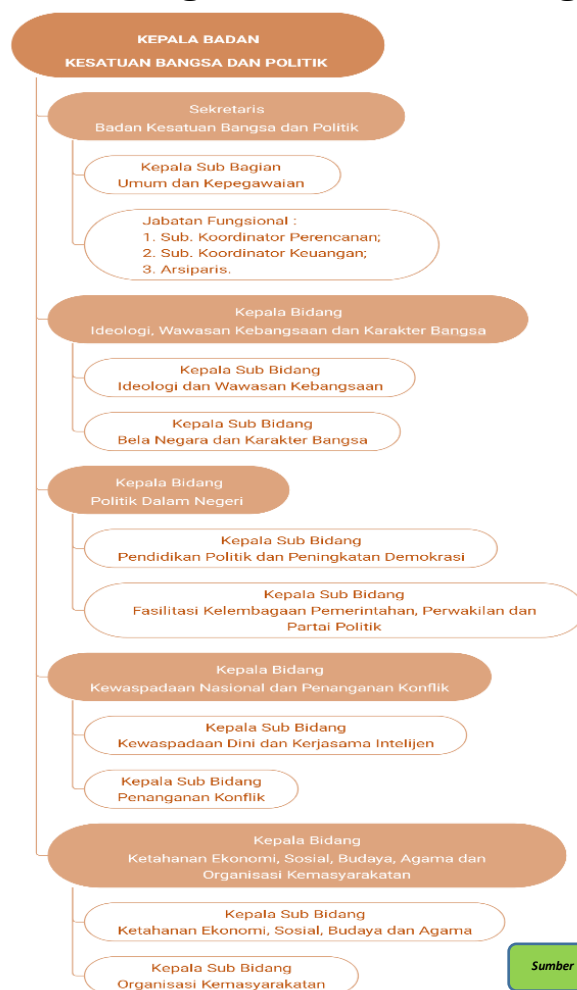 KEPALA BADAN
KESATUAN BANGSA DAN POLITIK
Sekretaris
Badan Kesatuan Bangsa dan Politik
Kepala Sub Bagian
Umum dan Kepegawaian
Jabatan Fungsional :
1. Sub. Koordinator Perencanan;
2. Sub. Koordinator Keuangan;
3. Arsiparis.
Kepala Bidang
Ideologi, Wawasan Kebangsaan dan Karakter Bangsa
Kepala Sub Bidang
Ideologi dan Wawasan Kebangsaan
Kepala Sub Bidang
Bela Negara dan Karakter Bangsa
Kepala Bidang
Politik Dalam Negeri
Kepala Sub Bidang
Pendidikan Politik dan Peningkatan Demokrasi
Kepala Sub Bidang
Fasilitasi Kelembagaan Pemerintahan, Perwakilan dan
Partai Politik
Kepala Bidang
Kewaspadaan Nasional dan Penanganan Konflik
Kepala Sub Bidang
Kewaspadaan Dini dan Kerjasama Intelijen
Kepala Sub Bidang
Penanganan Konflik
Kepala Bidang
Ketahanan Ekonomi, Sosial, Budaya, Agama dan
Organisasi Kemasyarakatan
Kepala Sub Bidang
Ketahanan Ekonomi, Sosial, Budaya dan Agama
Kepala Sub Bidang
Organisasi Kemasyarakatan
Sumber